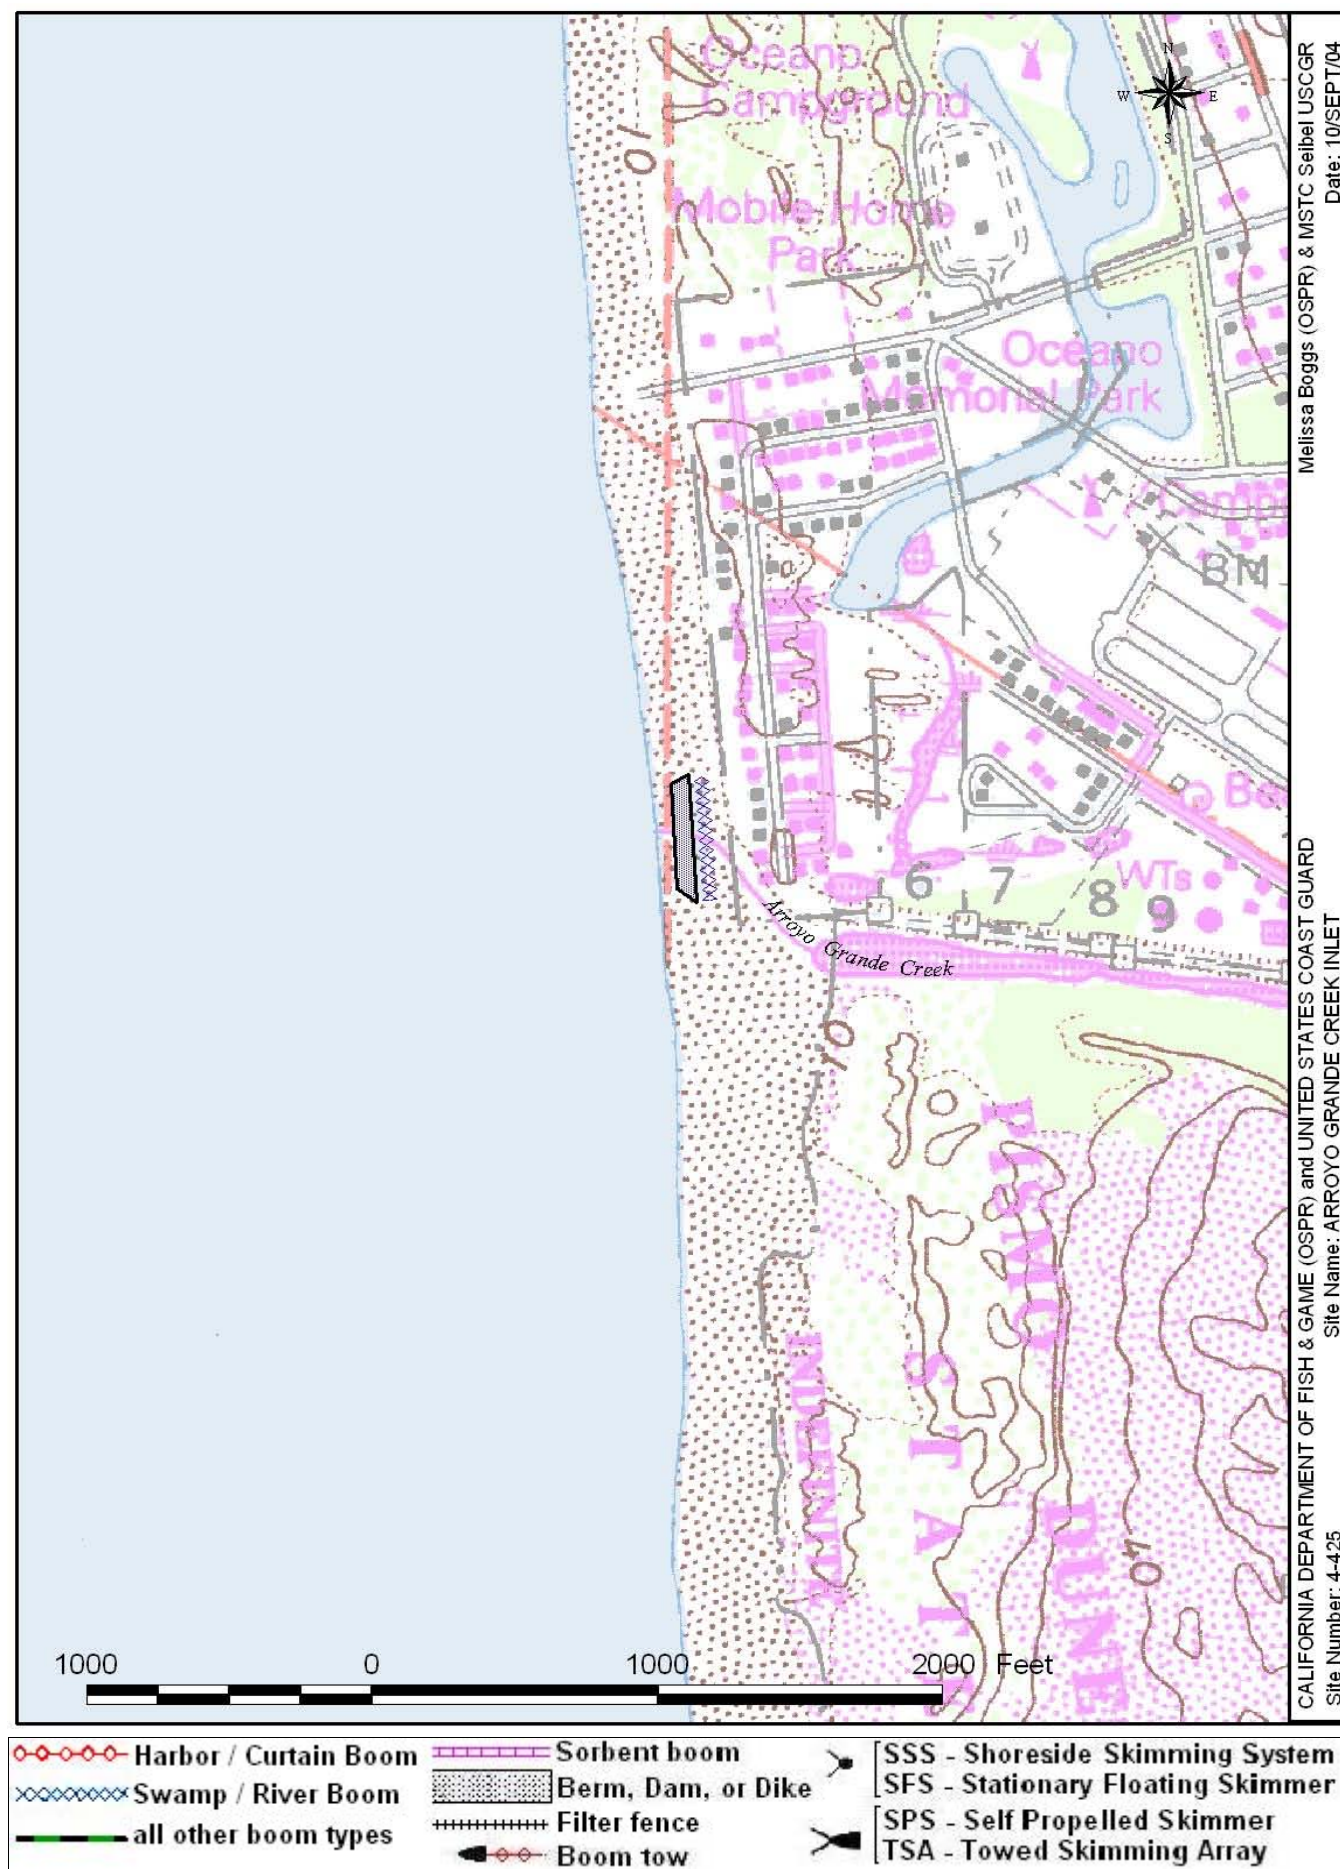 N
W E
S
Oceano
Campground
10
Mobile Home
Park
Oceano
Memorial Park
BM
6 7 8 9
WTs
Arroyo Grande Creek
10
PISMO
STATE
DUNE
INDEFINITE
40
1000 0 1000 2000 Feet
CALIFORNIA DEPARTMENT OF FISH & GAME (OSPR) and UNITED STATES COAST GUARD Melissa Boggs (OSPR) & MSTC Seibel USCGR
Site Number: 4-425 Site Name: ARROYO GRANDE CREEK INLET Date: 10/SEPT/04
Harbor / Curtain Boom
Swamp / River Boom
all other boom types
Sorbent boom
Berm, Dam, or Dike
Filter fence
Boom tow
SSS - Shoreside Skimming System
SFS - Stationary Floating Skimmer
SPS - Self Propelled Skimmer
TSA - Towed Skimming Array